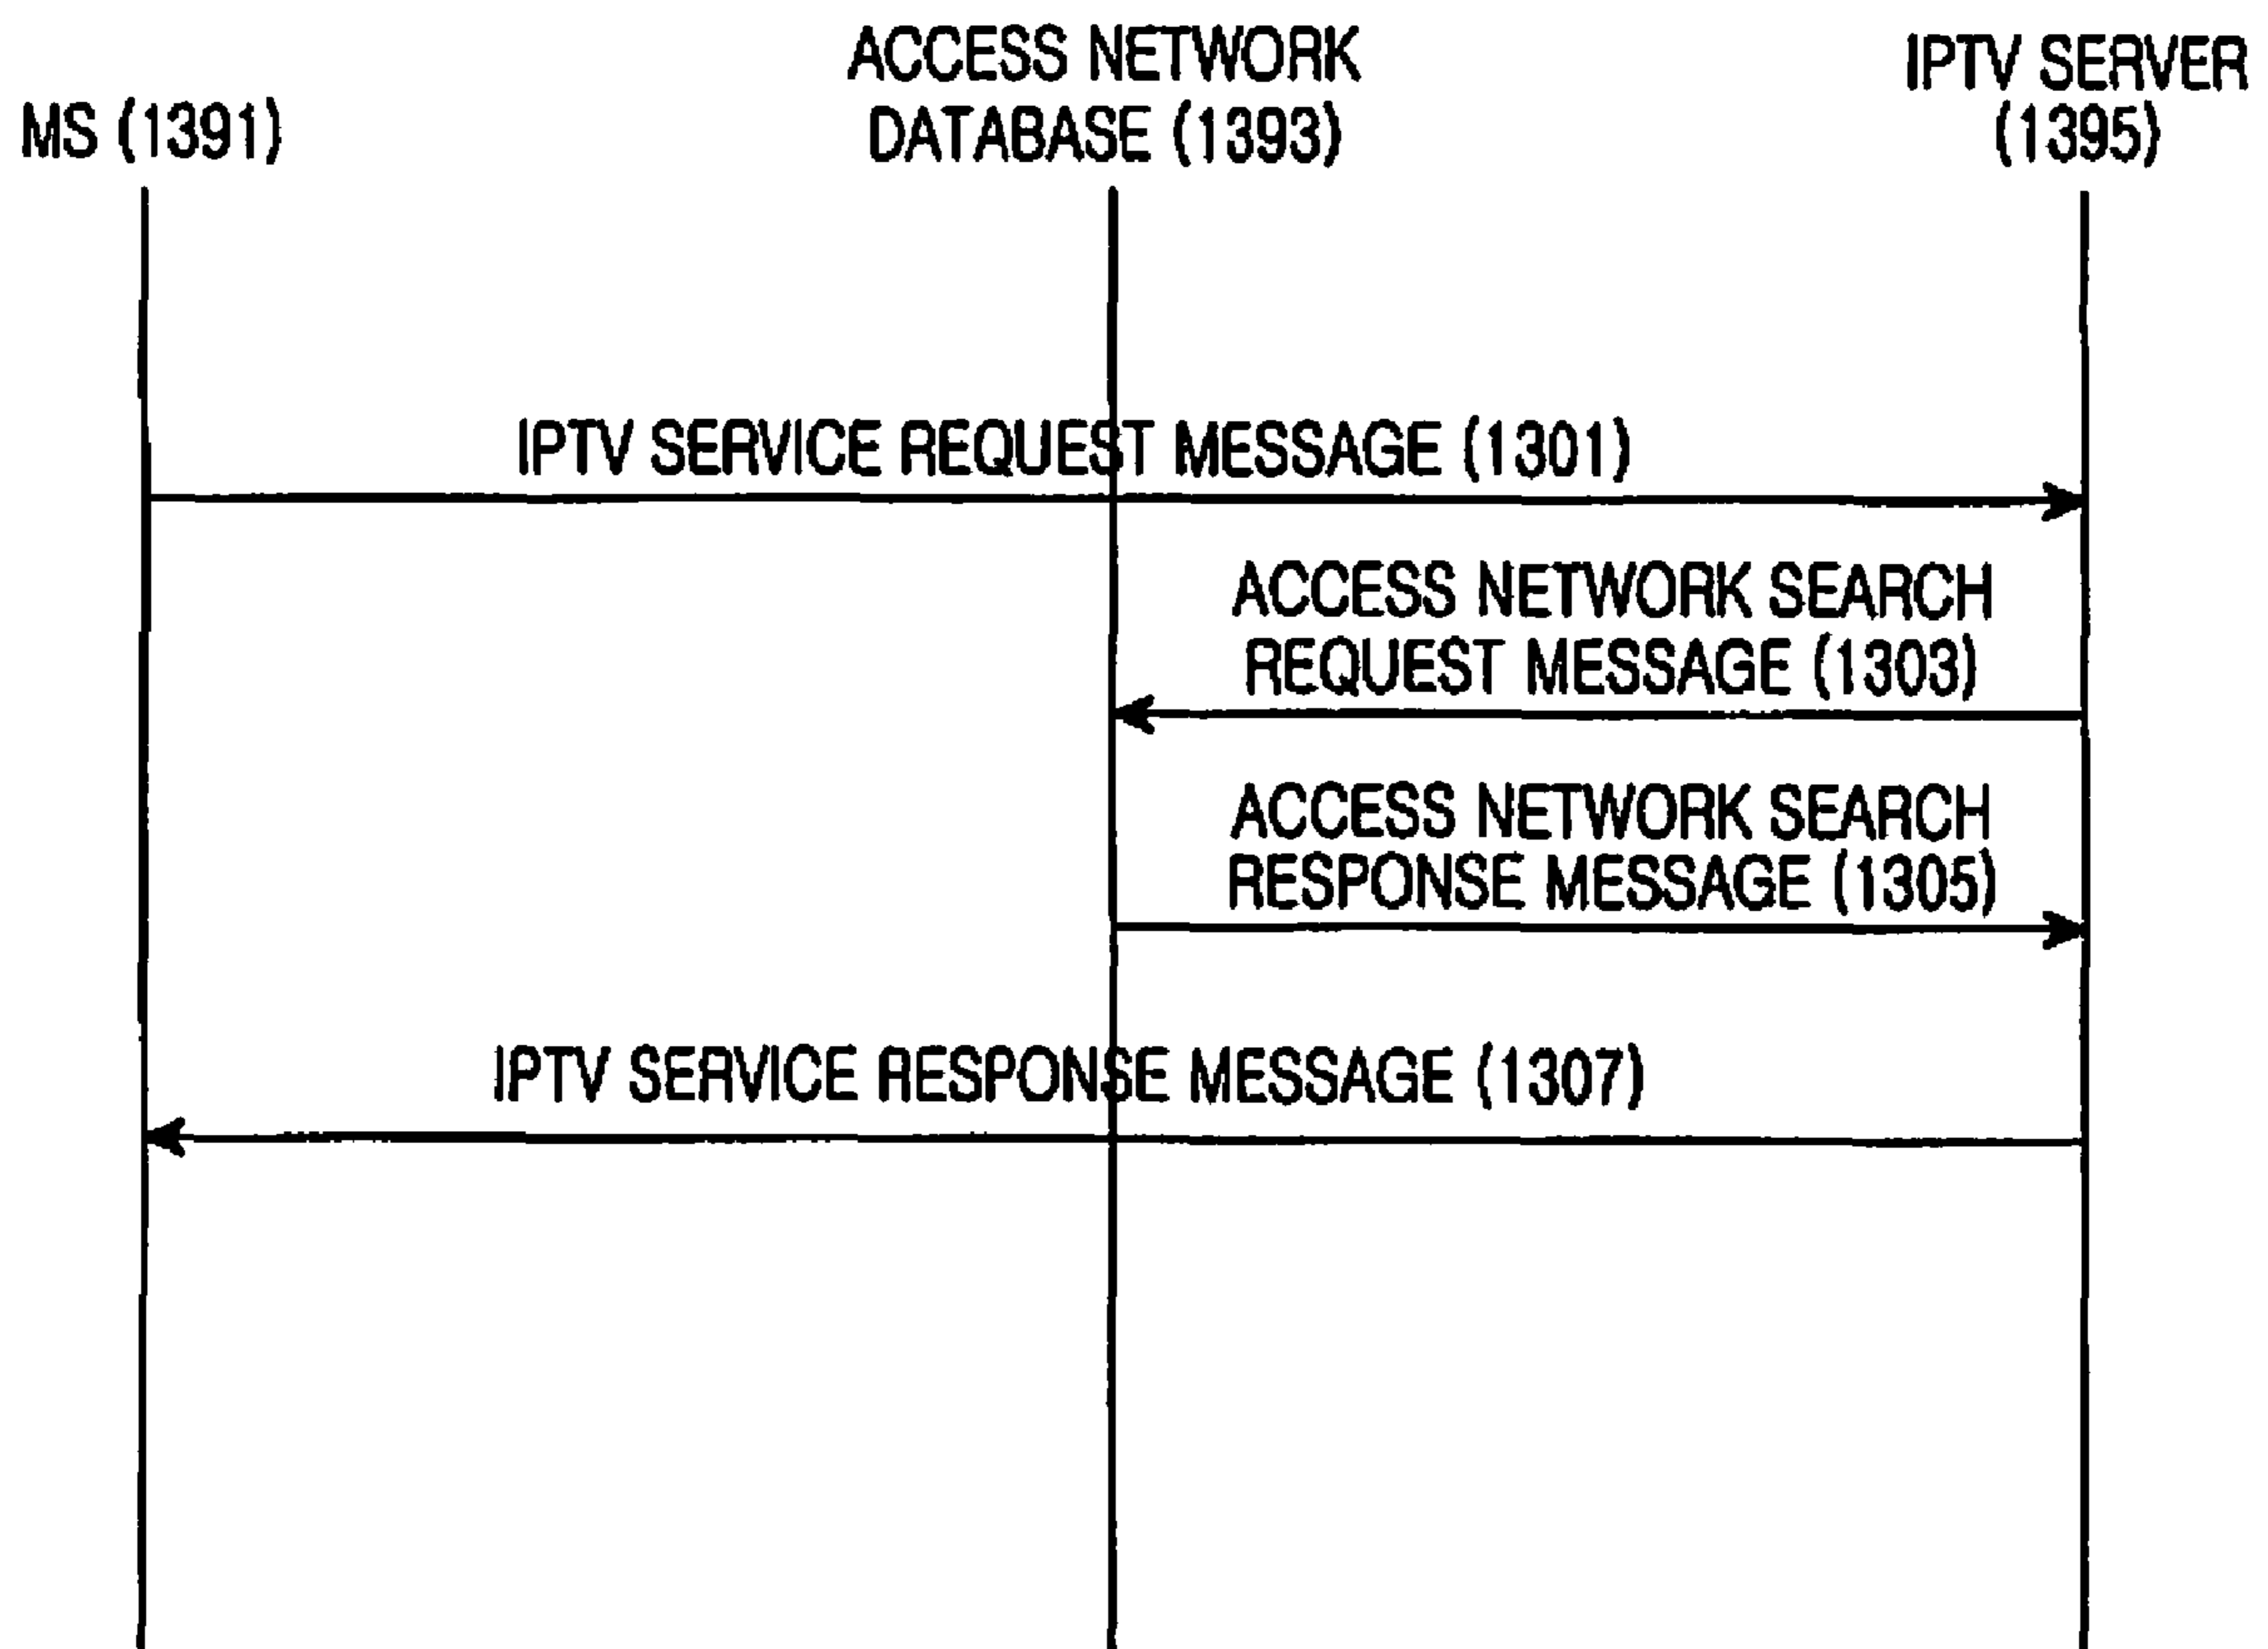 MS (1391)
ACCESS NETWORK
DATABASE (1393)
IPTV SERVER
(1395)
IPTV SERVICE REQUEST MESSAGE (1301)
ACCESS NETWORK SEARCH
REQUEST MESSAGE (1303)
ACCESS NETWORK SEARCH
RESPONSE MESSAGE (1305)
IPTV SERVICE RESPONSE MESSAGE (1307)